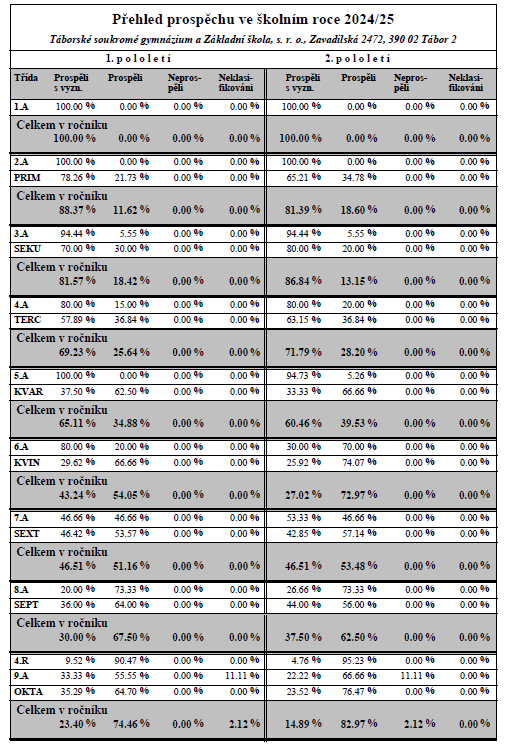 Přehled prospěchu ve školním roce 2024/25
Táborské soukromé gymnázium a Základní škola, s. r. o., Zavadilská 2472, 390 02 Tábor 2
1. pololetí 2. pololetí
Třída Prospěli s vyzn. Prospěli Nepros- pěli Neklasi- fikováni Prospěli s vyzn. Prospěli Nepros- pěli Neklasi- fikováni
1.A 100.00 % 0.00 % 0.00 % 0.00 % 100.00 % 0.00 % 0.00 % 0.00 %
Celkem v ročníku
100.00 % 0.00 % 0.00 % 0.00 % 100.00 % 0.00 % 0.00 % 0.00 %
2.A 100.00 % 0.00 % 0.00 % 0.00 % 100.00 % 0.00 % 0.00 % 0.00 %
PRIM 78.26 % 21.73 % 0.00 % 0.00 % 65.21 % 34.78 % 0.00 % 0.00 %
Celkem v ročníku
88.37 % 11.62 % 0.00 % 0.00 % 81.39 % 18.60 % 0.00 % 0.00 %
3.A 94.44 % 5.55 % 0.00 % 0.00 % 94.44 % 5.55 % 0.00 % 0.00 %
SEKU 70.00 % 30.00 % 0.00 % 0.00 % 80.00 % 20.00 % 0.00 % 0.00 %
Celkem v ročníku
81.57 % 18.42 % 0.00 % 0.00 % 86.84 % 13.15 % 0.00 % 0.00 %
4.A 80.00 % 15.00 % 0.00 % 0.00 % 80.00 % 20.00 % 0.00 % 0.00 %
TERC 57.89 % 36.84 % 0.00 % 0.00 % 63.15 % 36.84 % 0.00 % 0.00 %
Celkem v ročníku
69.23 % 25.64 % 0.00 % 0.00 % 71.79 % 28.20 % 0.00 % 0.00 %
5.A 100.00 % 0.00 % 0.00 % 0.00 % 94.73 % 5.26 % 0.00 % 0.00 %
KVAR 37.50 % 62.50 % 0.00 % 0.00 % 33.33 % 66.66 % 0.00 % 0.00 %
Celkem v ročníku
65.11 % 34.88 % 0.00 % 0.00 % 60.46 % 39.53 % 0.00 % 0.00 %
6.A 80.00 % 20.00 % 0.00 % 0.00 % 30.00 % 70.00 % 0.00 % 0.00 %
KVIN 29.62 % 66.66 % 0.00 % 0.00 % 25.92 % 74.07 % 0.00 % 0.00 %
Celkem v ročníku
43.24 % 54.05 % 0.00 % 0.00 % 27.02 % 72.97 % 0.00 % 0.00 %
7.A 46.66 % 46.66 % 0.00 % 0.00 % 53.33 % 46.66 % 0.00 % 0.00 %
SEXT 46.42 % 53.57 % 0.00 % 0.00 % 42.85 % 57.14 % 0.00 % 0.00 %
Celkem v ročníku
46.51 % 51.16 % 0.00 % 0.00 % 46.51 % 53.48 % 0.00 % 0.00 %
8.A 20.00 % 73.33 % 0.00 % 0.00 % 26.66 % 73.33 % 0.00 % 0.00 %
SEPT 36.00 % 64.00 % 0.00 % 0.00 % 44.00 % 56.00 % 0.00 % 0.00 %
Celkem v ročníku
30.00 % 67.50 % 0.00 % 0.00 % 37.50 % 62.50 % 0.00 % 0.00 %
4.R 9.52 % 90.47 % 0.00 % 0.00 % 4.76 % 95.23 % 0.00 % 0.00 %
9.A 33.33 % 55.55 % 0.00 % 11.11 % 22.22 % 66.66 % 11.11 % 0.00 %
OKTA 35.29 % 64.70 % 0.00 % 0.00 % 23.52 % 76.47 % 0.00 % 0.00 %
Celkem v ročníku
23.40 % 74.46 % 0.00 % 2.12 % 14.89 % 82.97 % 2.12 % 0.00 %